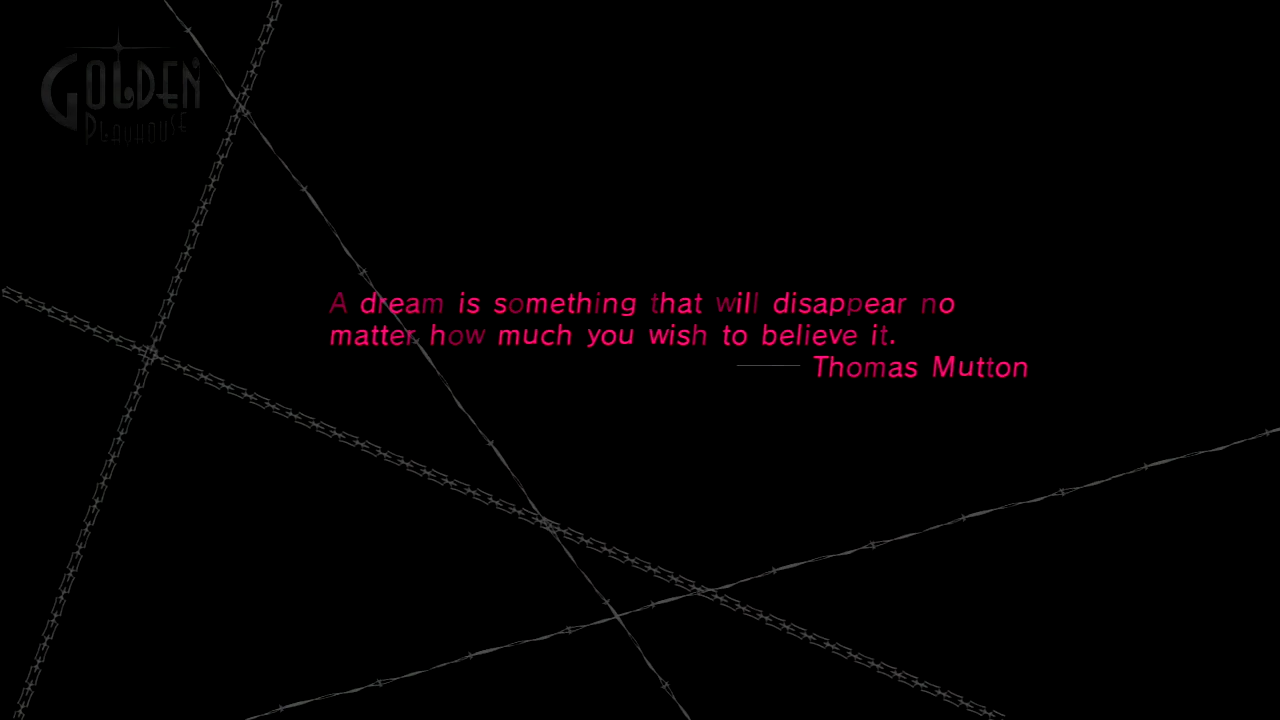 GOLDEN
PLAYHOUSE
A dream is something that will disappear no
matter how much you wish to believe it.
—— Thomas Mutton